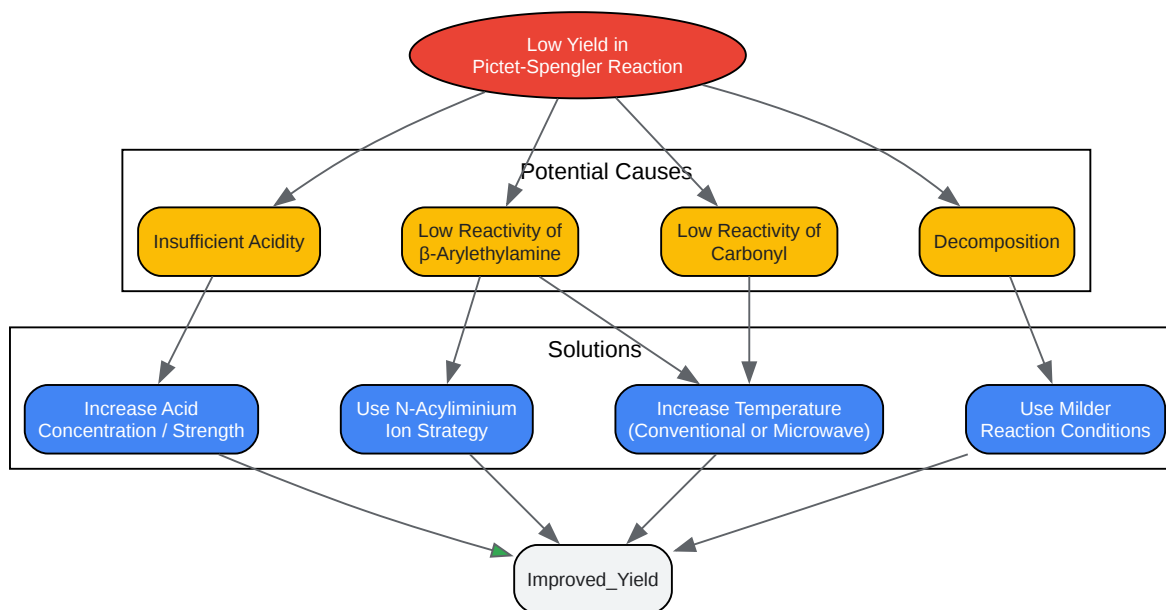 Low Yield in
Pictet-Spengler Reaction
Potential Causes
Insufficient Acidity
Low Reactivity of
β-Arylethylamine
Low Reactivity of
Carbonyl
Decomposition
Solutions
Increase Acid
Concentration / Strength
Use N-Acyliminium
Ion Strategy
Increase Temperature
(Conventional or Microwave)
Use Milder
Reaction Conditions
Improved_Yield